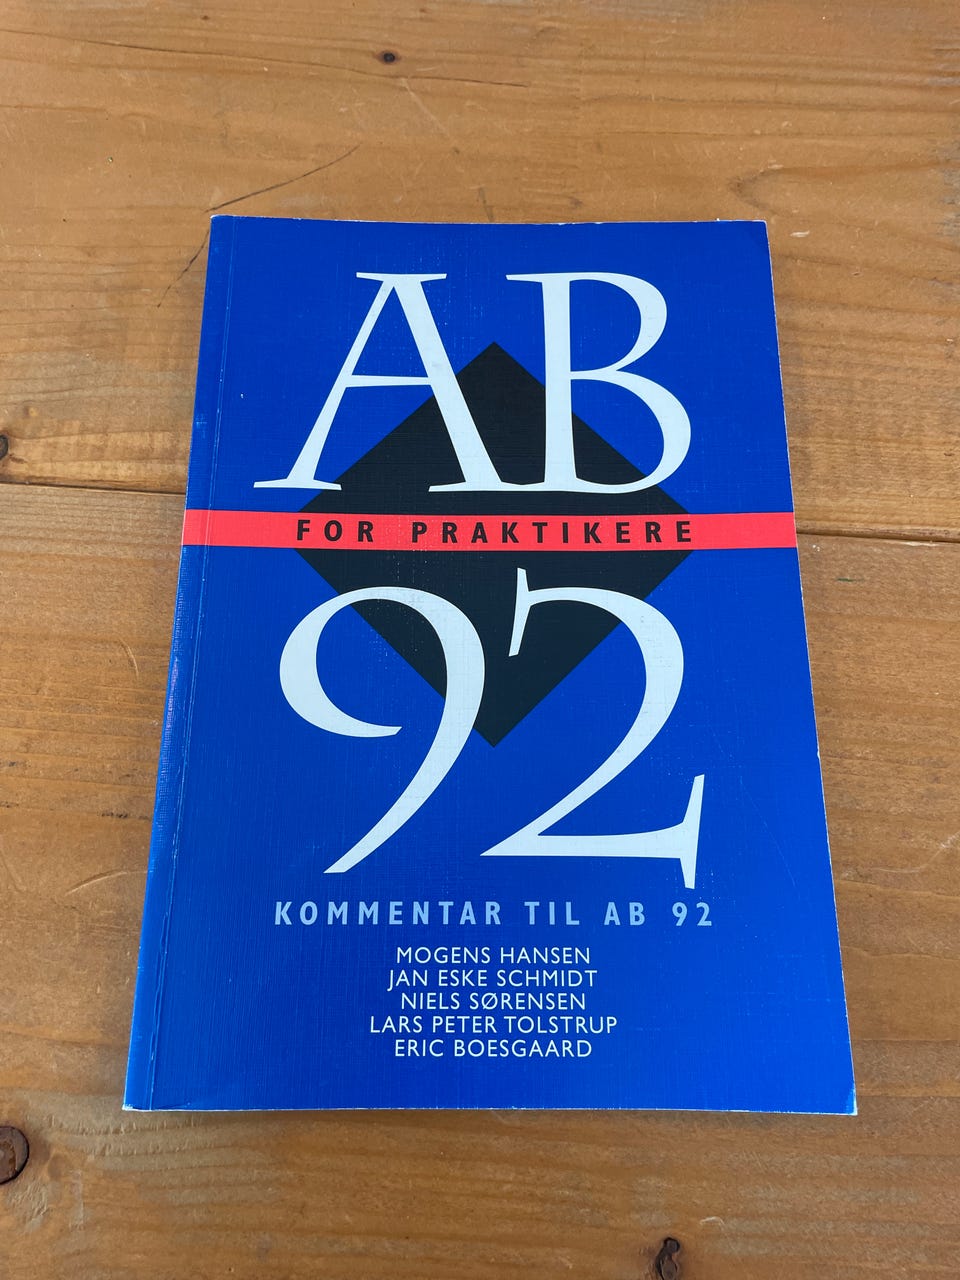 AB
FOR PRAKTIKERE
92
KOMMENTAR TIL AB 92
MOGENS HANSEN
JAN ESKE SCHMIDT
NIELS SØRENSEN
LARS PETER TOLSTRUP
ERIC BOESGAARD